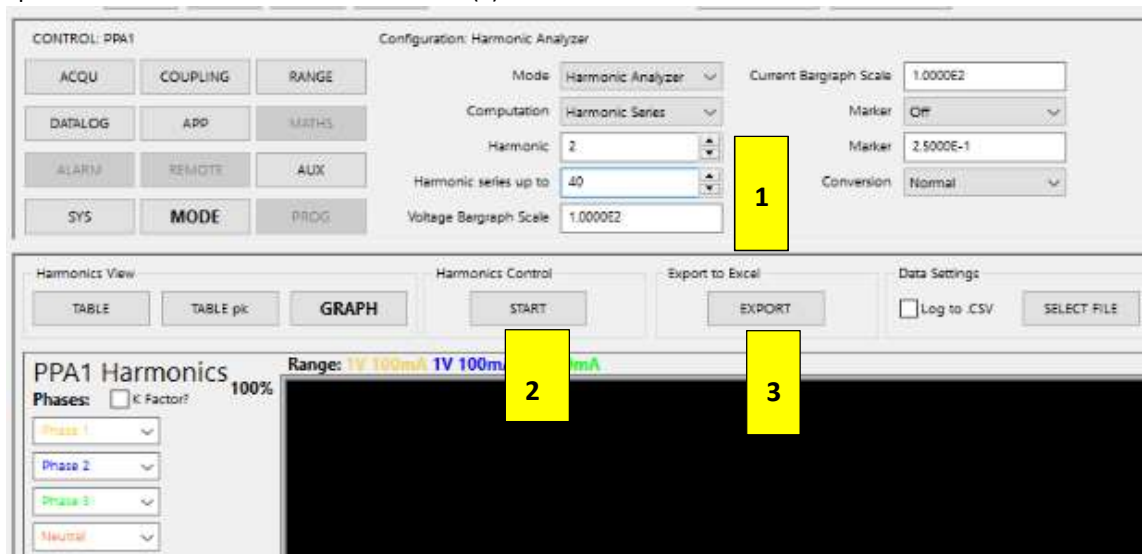 CONTROL: PPA1
ACQU COUPLING RANGE
DATALOG APP MATHS
ALARM REMOTE AUX
SYS MODE PROG
Configuration: Harmonic Analyzer
Mode Harmonic Analyzer
Computation Harmonic Series
Harmonic 2
Harmonic series up to 40
Voltage Bargraph Scale 1.0000E2
Current Bargraph Scale 1.0000E2
Marker Off
Marker 2.5000E-1
Conversion Normal
1
Harmonics View
TABLE TABLE pk GRAPH
Harmonics Control
START
2
Export to Excel
EXPORT
3
Data Settings
Log to .CSV SELECT FILE
PPA1 Harmonics
Phases: K Factor?
100%
Range: 1V 100mA 1V
Phase 1
Phase 2
Phase 3
Neutral